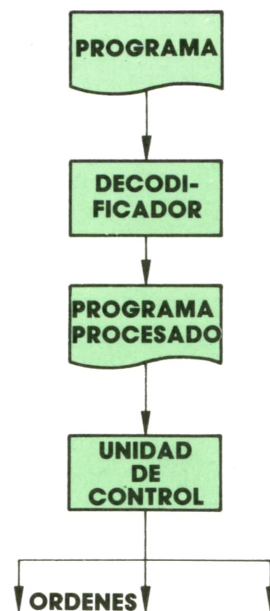 PROGRAMA
DECODI-
FICADOR
PROGRAMA
PROCESADO
UNIDAD
DE
CONTROL
ORDENES